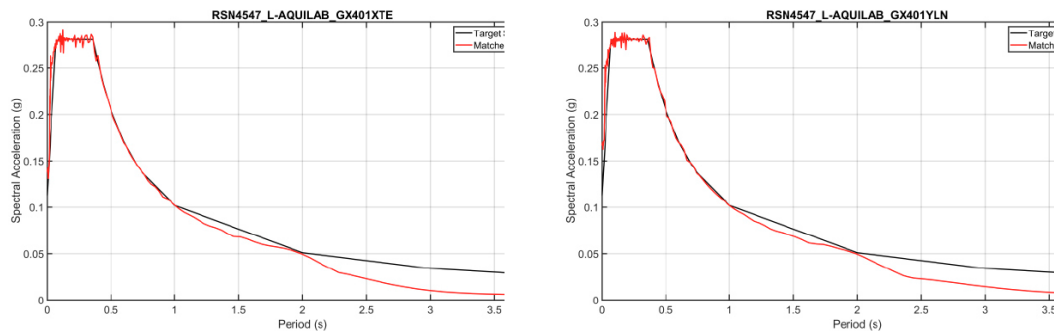 RSN4547_L-AQUILAB_GX401XTE
0.3
0.25
0.2
0.15
0.1
0.05
0
Spectral Acceleration (g)
0 0.5 1 1.5 2 2.5 3 3.5
Period (s)
Target
Matche
RSN4547_L-AQUILAB_GX401YLN
0.3
0.25
0.2
0.15
0.1
0.05
0
Spectral Acceleration (g)
0 0.5 1 1.5 2 2.5 3 3.5
Period (s)
Target
Matche